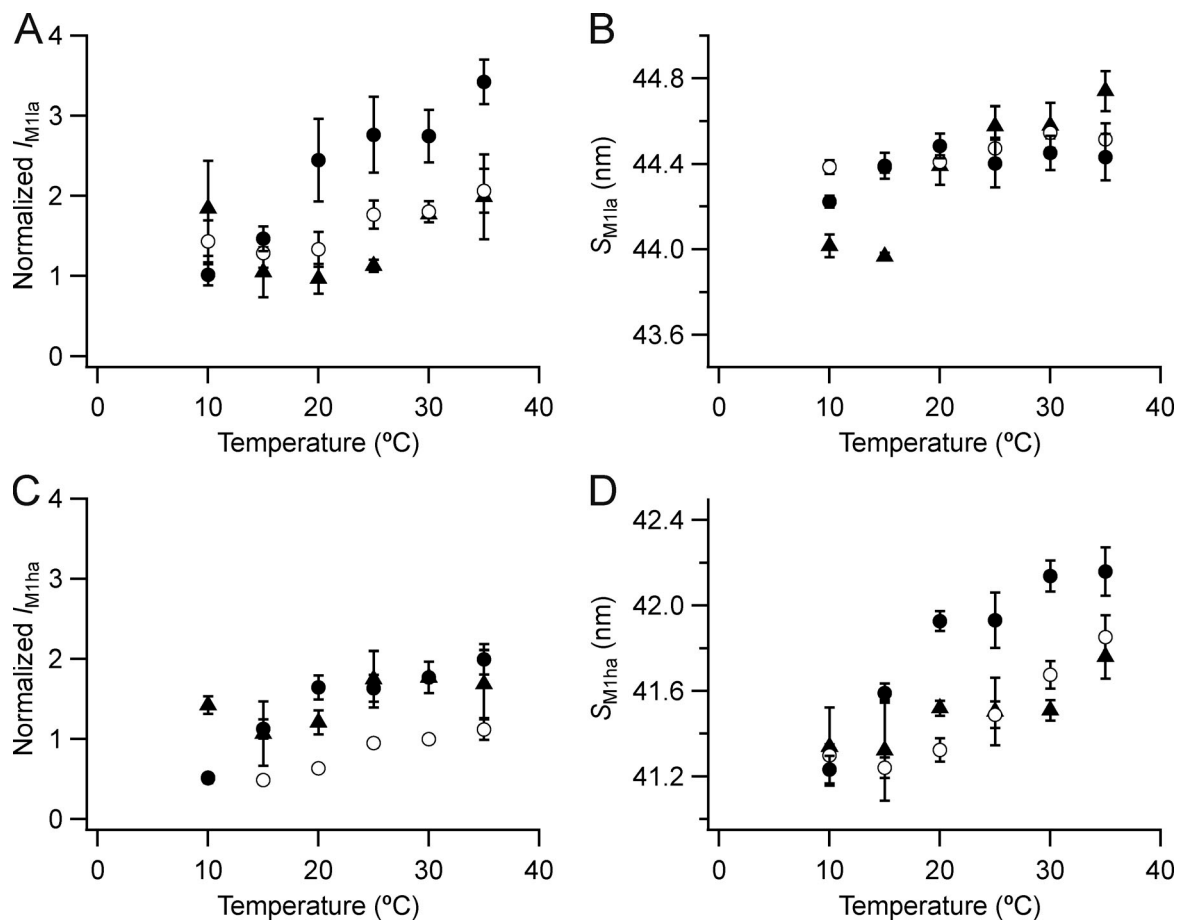 A
Normalized I_M1la
4
3
2
1
0
0 10 20 30 40
Temperature (ºC)
B
S_M1la (nm)
44.8
44.4
44.0
43.6
0 10 20 30 40
Temperature (ºC)
C
Normalized I_M1ha
4
3
2
1
0
0 10 20 30 40
Temperature (ºC)
D
S_M1ha (nm)
42.4
42.0
41.6
41.2
0 10 20 30 40
Temperature (ºC)